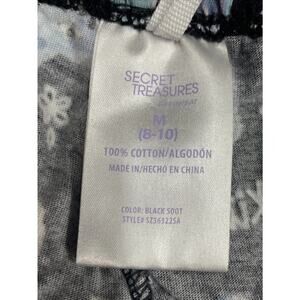 SECRET
TREASURES
M
(8-10)
100% COTTON/ALGODÓN
MADE IN/HECHO EN CHINA
COLOR: BLACK SOOT